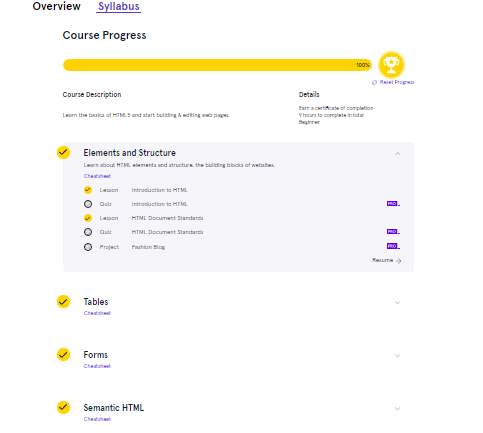 Overview Syllabus
Course Progress
100%
Reset Progress
Course Description
Details
Learn the basics of HTML5 and start building & editing web pages.
Earn a certificate of completion
9 hours to complete in total
Beginner
Elements and Structure
Learn about HTML elements and structure, the building blocks of websites.
Cheatsheet
Lesson Introduction to HTML
Quiz Introduction to HTML PRO
Lesson HTML Document Standards
Quiz HTML Document Standards PRO
Project Fashion Blog PRO
Resume
Tables
Cheatsheet
Forms
Cheatsheet
Semantic HTML
Cheatsheet